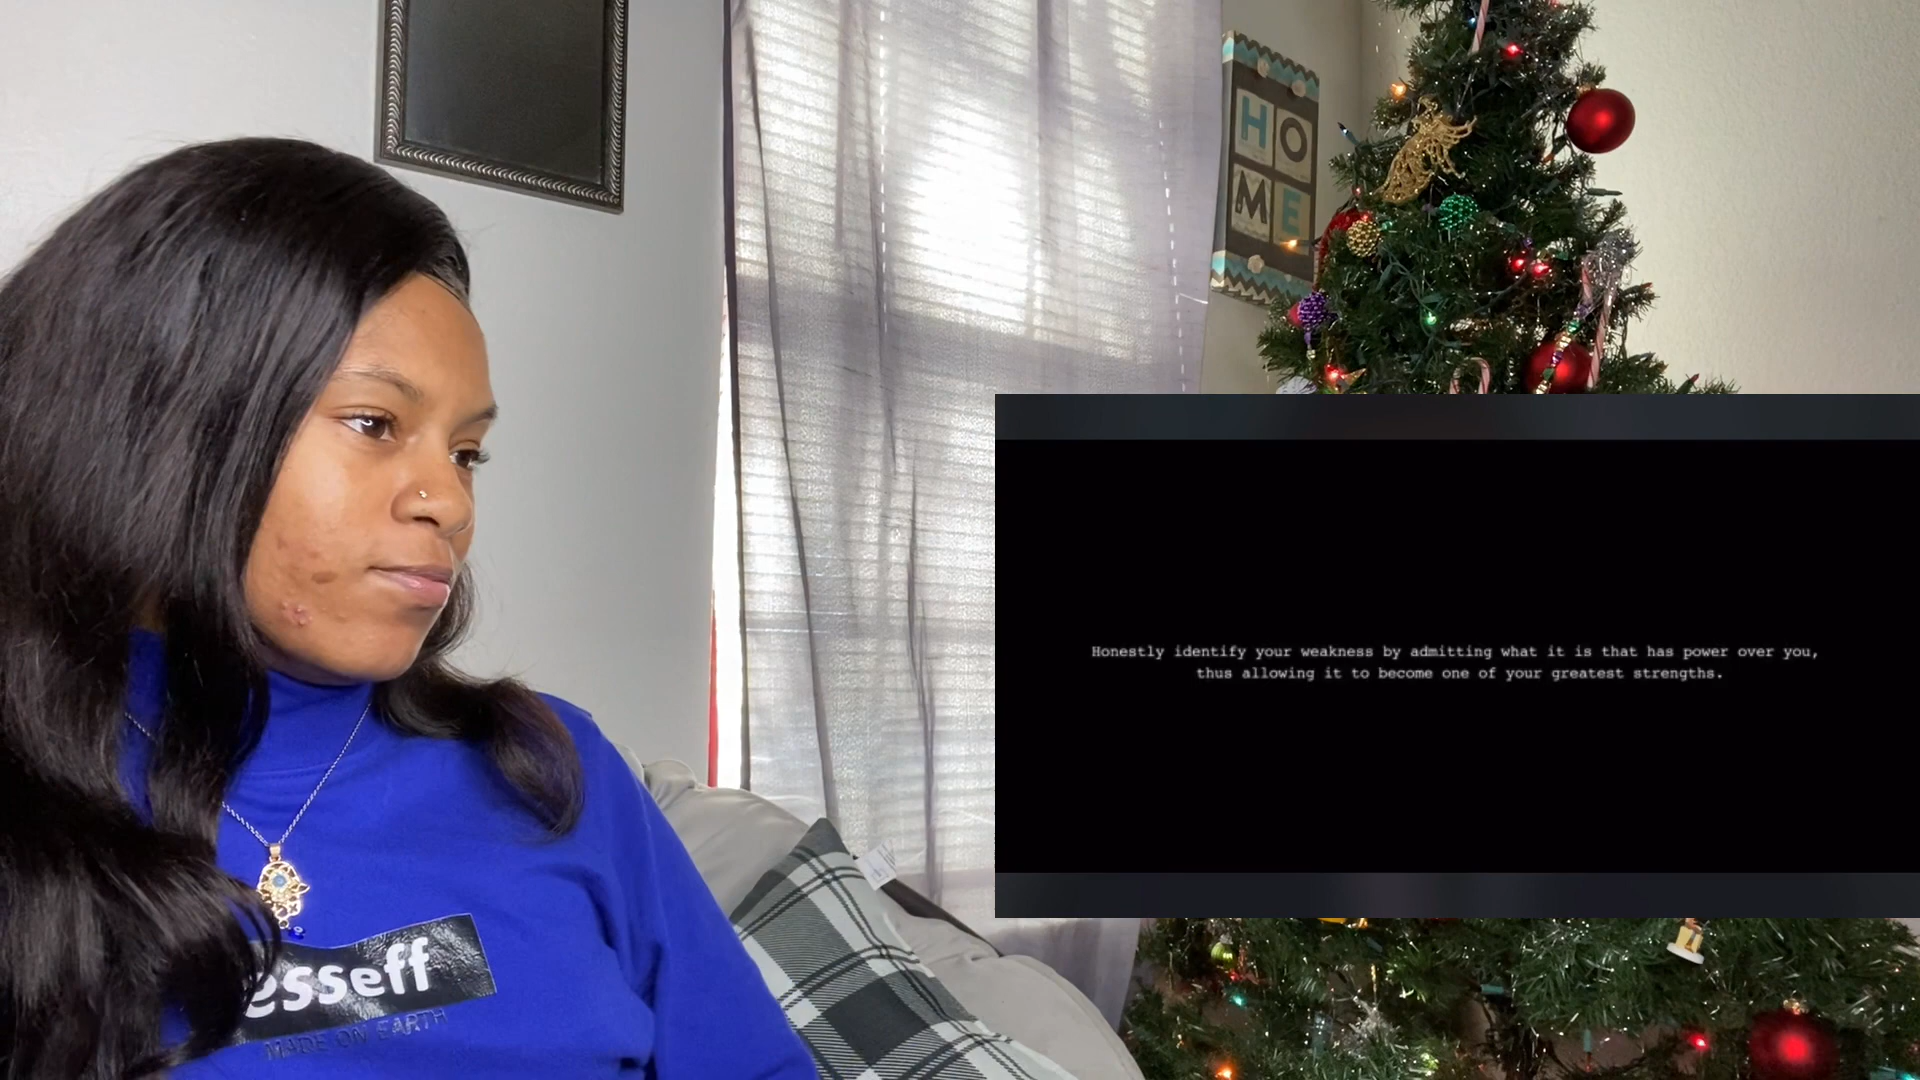 HO
ME
Honestly identify your weakness by admitting what it is that has power over you,
thus allowing it to become one of your greatest strengths.
esseff
MADE ON EARTH